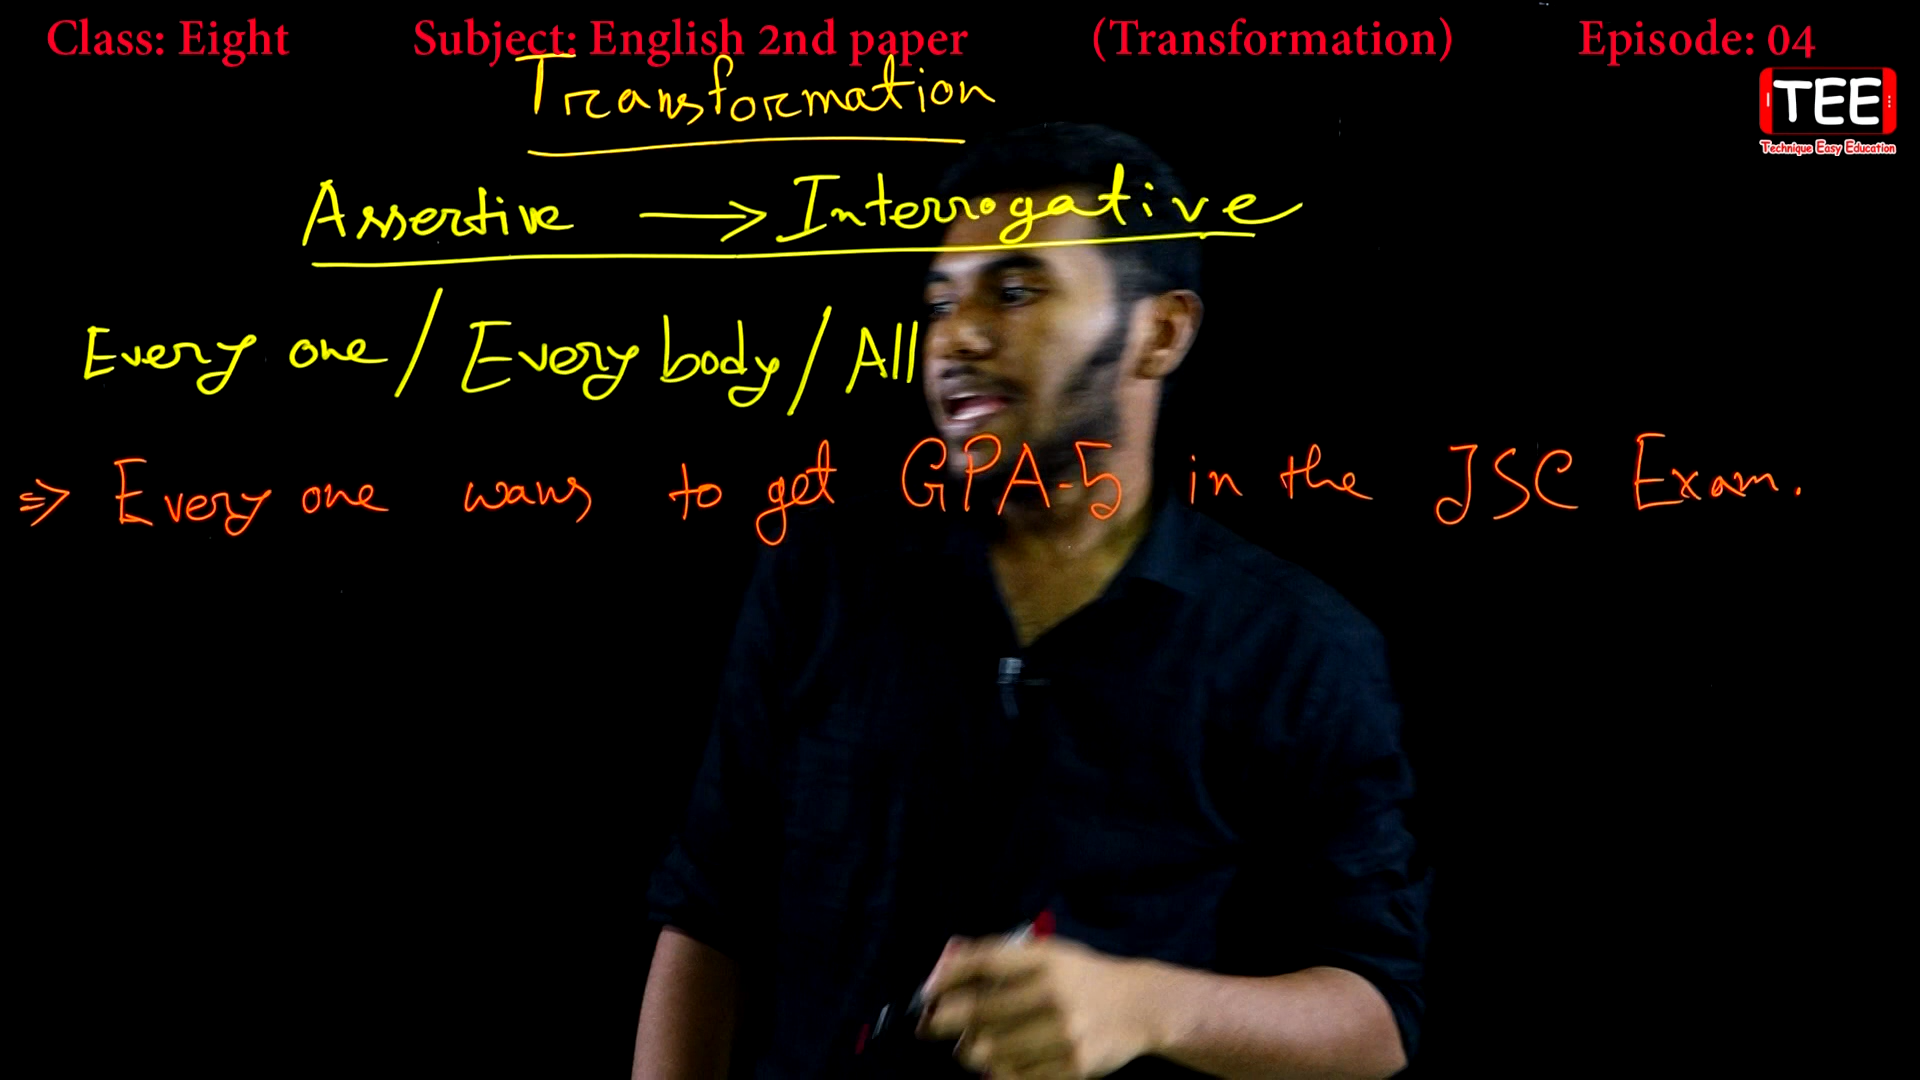 Class: Eight Subject: English 2nd paper (Transformation) Episode: 04
TEE
Technique Easy Education
Transformation
Assertive → Interrogative
Every one / Every body / All
⇒ Every one wans to get GPA-5 in the JSC Exam.